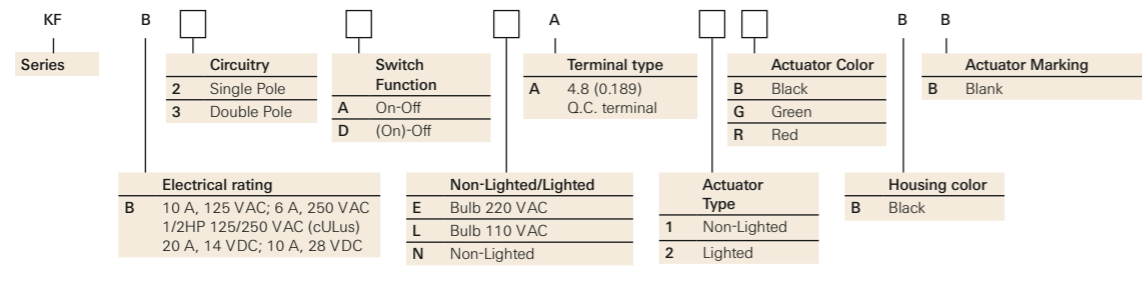 KF B A B B
Series
Circuitry
2 Single Pole
3 Double Pole
Switch
Function
A On-Off
D (On)-Off
Terminal type
A 4.8 (0.189)
Q.C. terminal
Actuator Color
B Black
G Green
R Red
Actuator Marking
B Blank
Electrical rating
B 10 A, 125 VAC; 6 A, 250 VAC
1/2HP 125/250 VAC (cULus)
20 A, 14 VDC; 10 A, 28 VDC
Non-Lighted/Lighted
E Bulb 220 VAC
L Bulb 110 VAC
N Non-Lighted
Actuator
Type
1 Non-Lighted
2 Lighted
Housing color
B Black